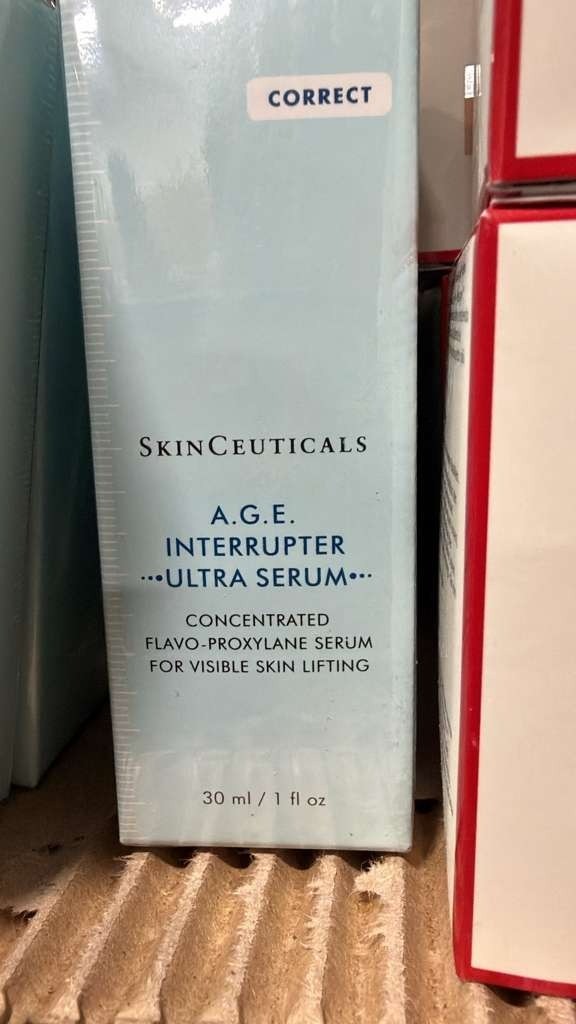 CORRECT
SKINCEUTICALS
A.G.E.
INTERRUPTER
•••ULTRA SERUM•••
CONCENTRATED
FLAVO-PROXYLANE SERUM
FOR VISIBLE SKIN LIFTING
30 ml / 1 fl oz